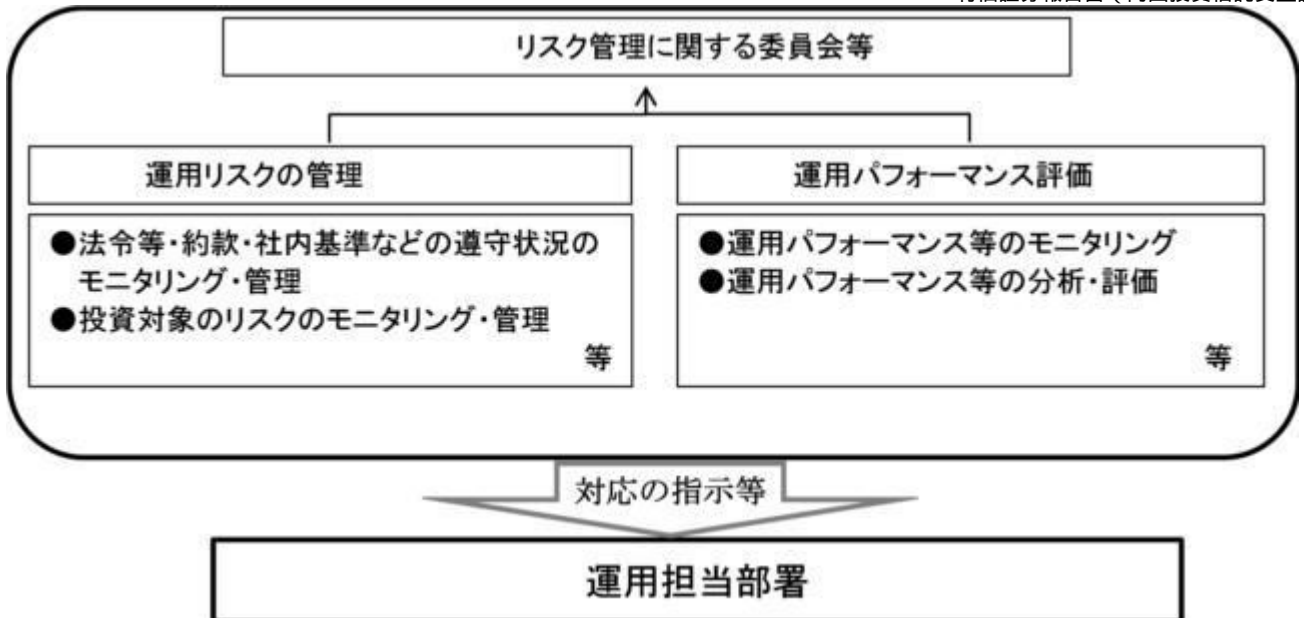 リスク管理に関する委員会等
運用リスクの管理
●法令等・約款・社内基準などの遵守状況の
モニタリング・管理
●投資対象のリスクのモニタリング・管理
等
運用パフォーマンス評価
●運用パフォーマンス等のモニタリング
●運用パフォーマンス等の分析・評価
等
対応の指示等
運用担当部署